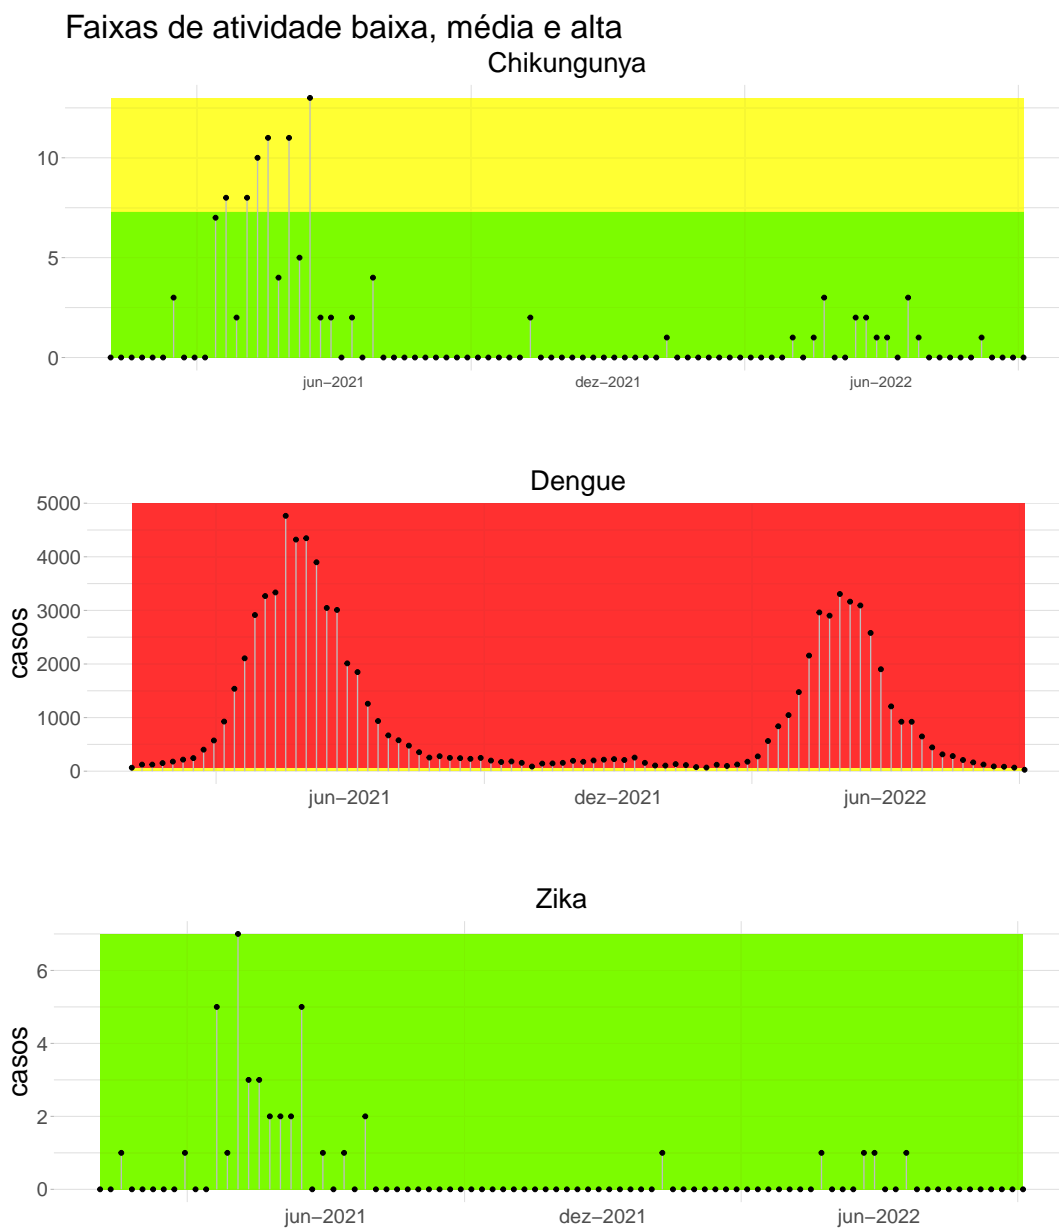 Faixas de atividade baixa, média e alta
Chikungunya
10
5
0
jun−2021 dez−2021 jun−2022
Dengue
5000
4000
3000
2000
1000
0
casos
jun−2021 dez−2021 jun−2022
Zika
6
4
2
0
casos
jun−2021 dez−2021 jun−2022